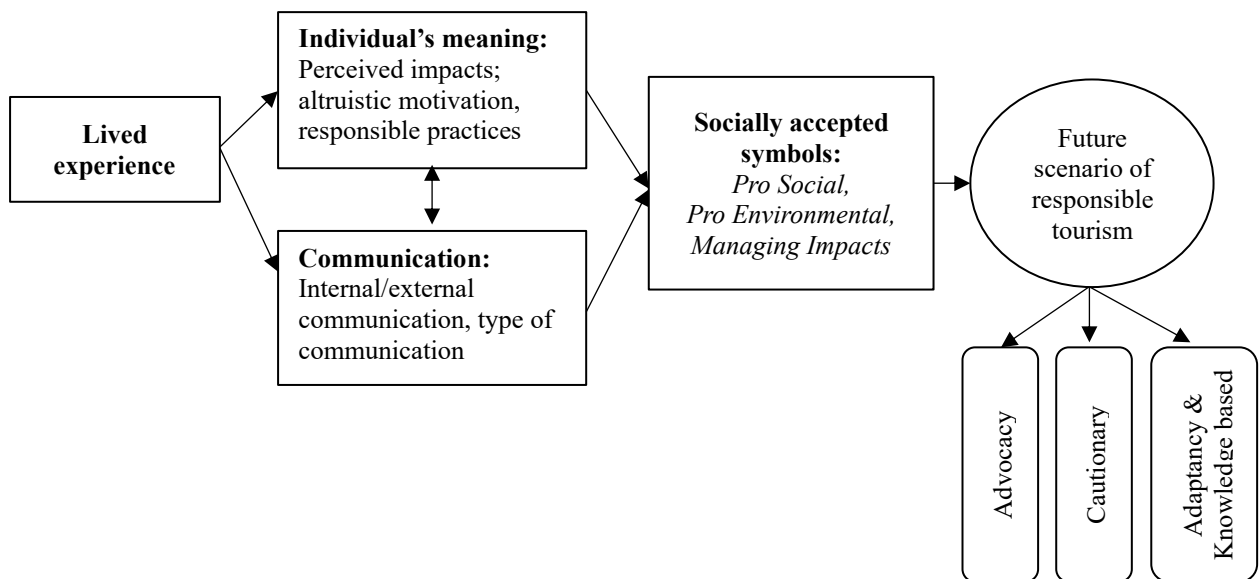 Lived
experience
Individual’s meaning:
Perceived impacts;
altruistic motivation,
responsible practices
Communication:
Internal/external
communication, type of
communication
Socially accepted
symbols:
Pro Social,
Pro Environmental,
Managing Impacts
Future
scenario of
responsible
tourism
Advocacy
Cautionary
Adaptancy &
Knowledge based